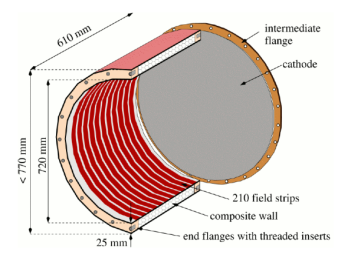 610 mm
intermediate
flange
cathode
< 770 mm
720 mm
210 field strips
composite wall
25 mm
end flanges with threaded inserts